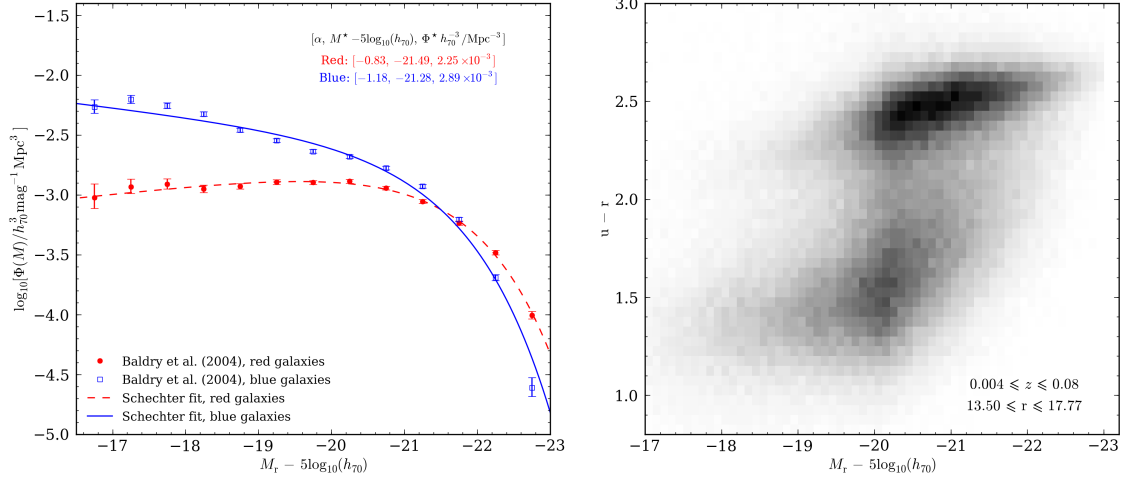 [α, M⋆ − 5log₁₀(h₇₀), Φ⋆ h₇₀⁻³/Mpc⁻³]
Red: [−0.83, −21.49, 2.25 ×10⁻³]
Blue: [−1.18, −21.28, 2.89 ×10⁻³]
log₁₀[Φ(M)/h₇₀³ mag⁻¹ Mpc³]
−1.5
−2.0
−2.5
−3.0
−3.5
−4.0
−4.5
−5.0
Baldry et al. (2004), red galaxies
Baldry et al. (2004), blue galaxies
Schechter fit, red galaxies
Schechter fit, blue galaxies
−17 −18 −19 −20 −21 −22 −23
Mᵣ − 5log₁₀(h₇₀)
u − r
3.0
2.5
2.0
1.5
1.0
0.004 ⩽ z ⩽ 0.08
13.50 ⩽ r ⩽ 17.77
−17 −18 −19 −20 −21 −22 −23
Mᵣ − 5log₁₀(h₇₀)